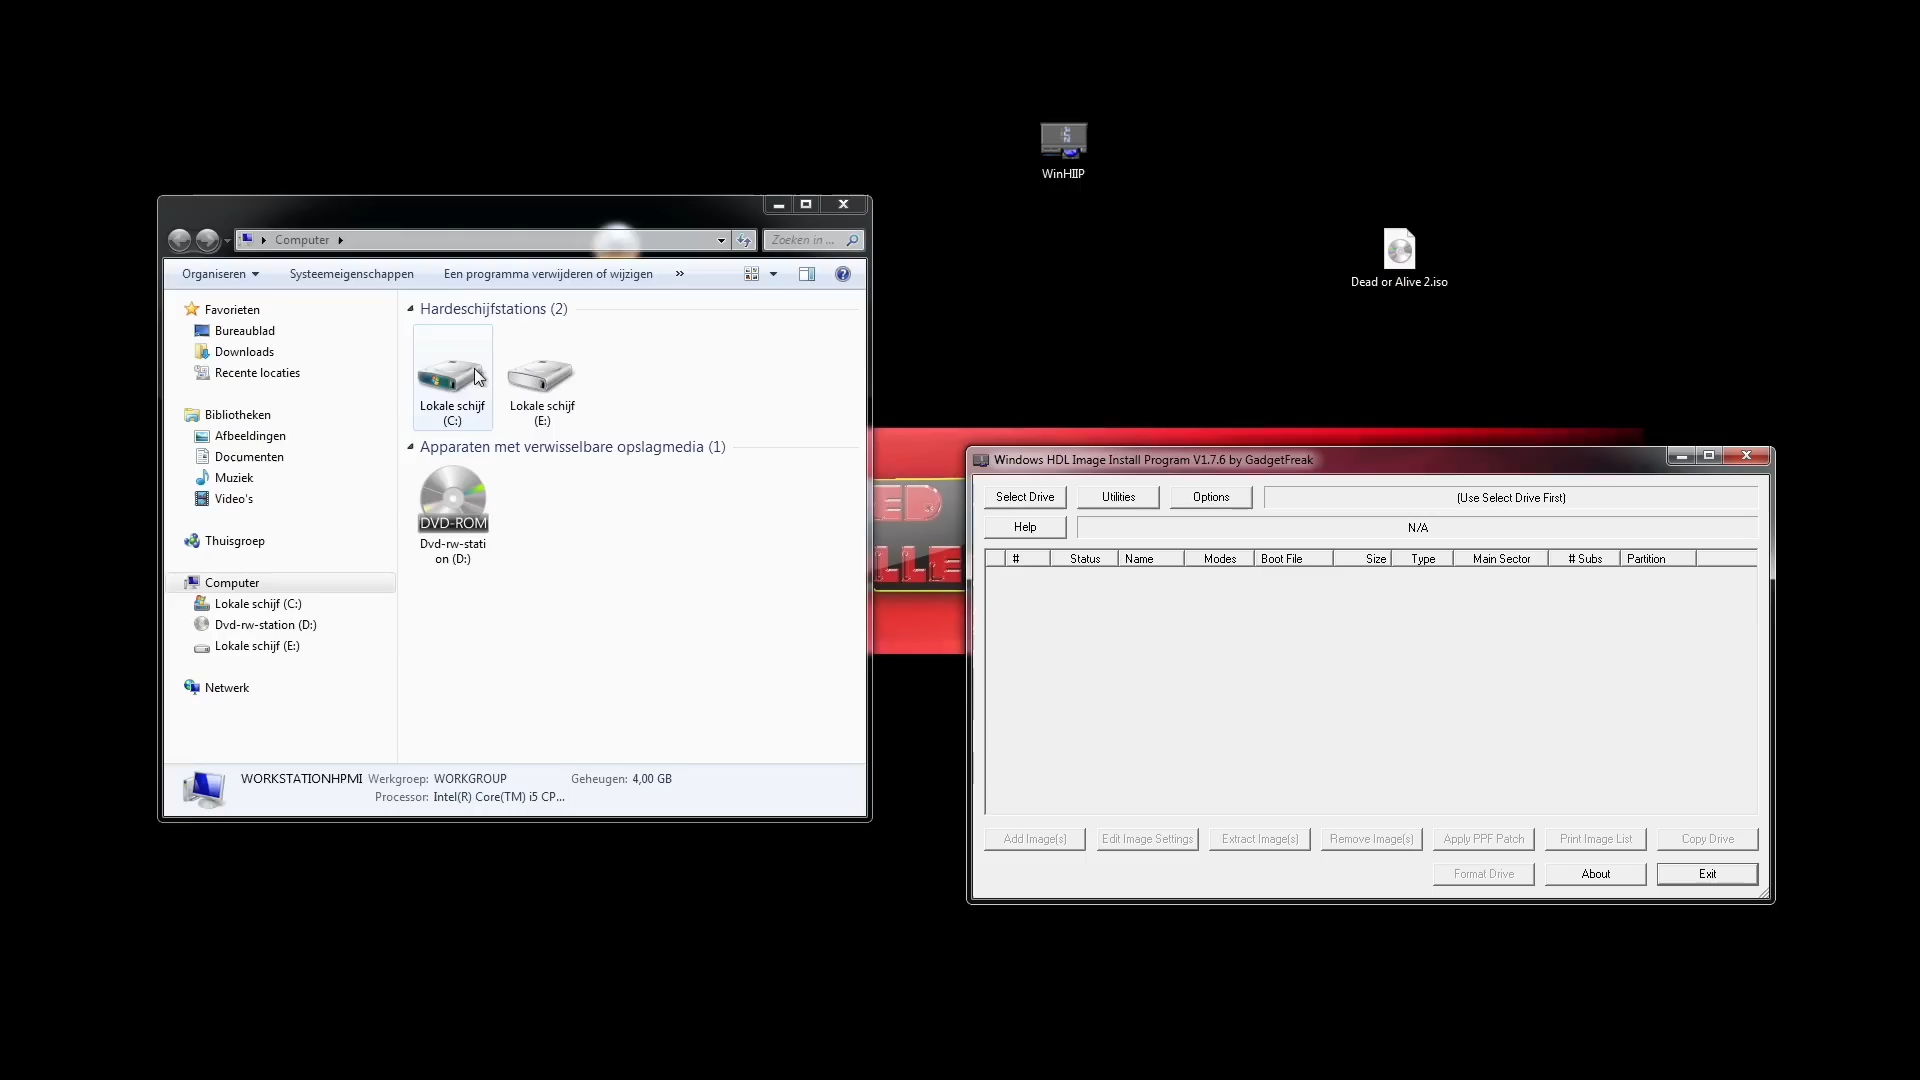 WinHIIP
Dead or Alive 2.iso
Computer
Zoeken in ...
Organiseren
Systeemeigenschappen
Een programma verwijderen of wijzigen
»
Favorieten
Bureaublad
Downloads
Recente locaties
Bibliotheken
Afbeeldingen
Documenten
Muziek
Video's
Thuisgroep
Computer
Lokale schijf (C:)
Dvd-rw-station (D:)
Lokale schijf (E:)
Netwerk
Hardeschijfstations (2)
Lokale schijf
(C:)
Lokale schijf
(E:)
Apparaten met verwisselbare opslagmedia (1)
DVD-ROM
Dvd-rw-stati
on (D:)
WORKSTATIONHPMI Werkgroep: WORKGROUP Geheugen: 4,00 GB
Processor: Intel(R) Core(TM) i5 CP...
ED
LLE
Windows HDL Image Install Program V1.7.6 by GadgetFreak
Select Drive Utilities Options (Use Select Drive First)
Help N/A
# Status Name Modes Boot File Size Type Main Sector # Subs Partition
Add Image(s) Edit Image Settings Extract Image(s) Remove Image(s) Apply PPF Patch Print Image List Copy Drive
Format Drive About Exit